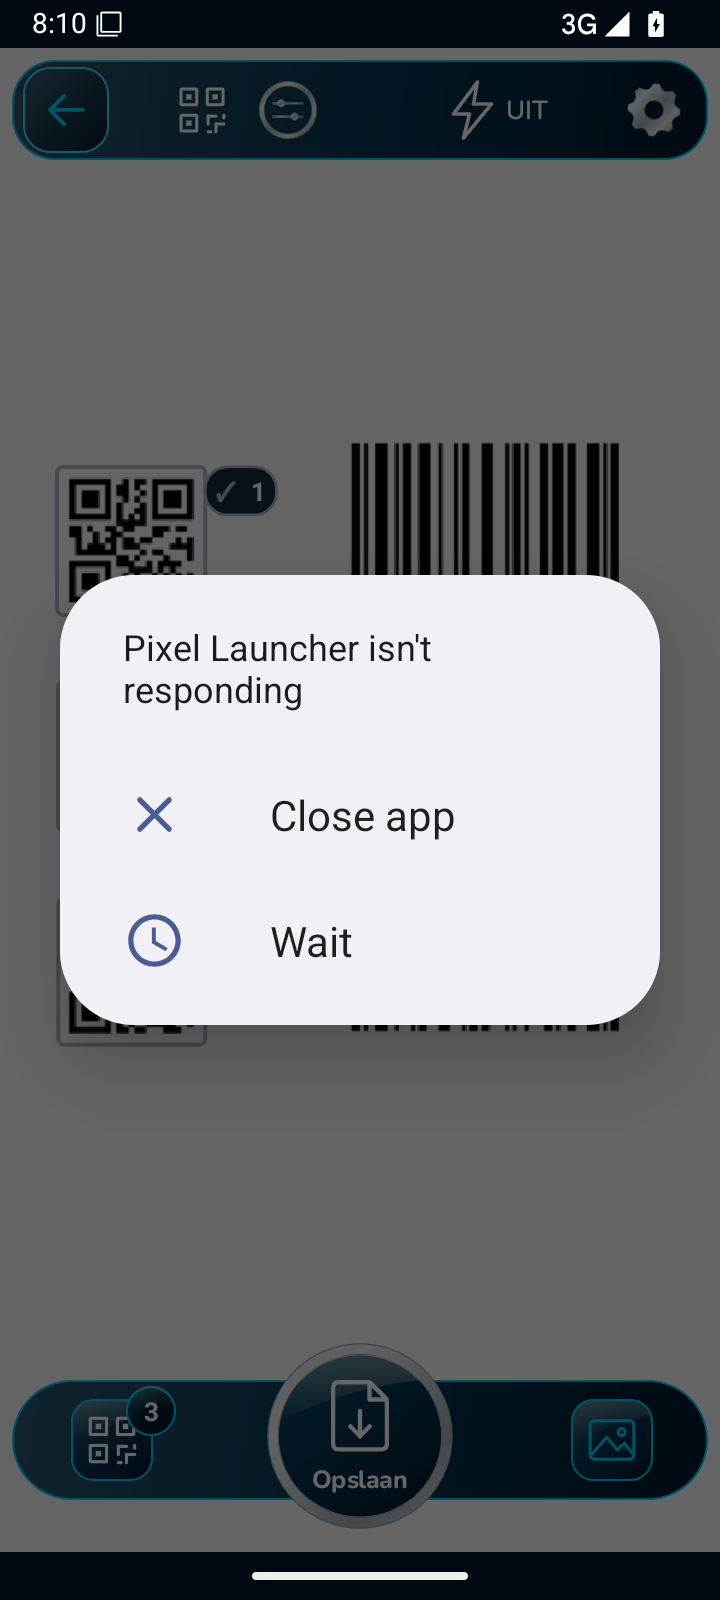 8:10
3G
UIT
✓ 1
Pixel Launcher isn't
responding
Close app
Wait
3
Opslaan